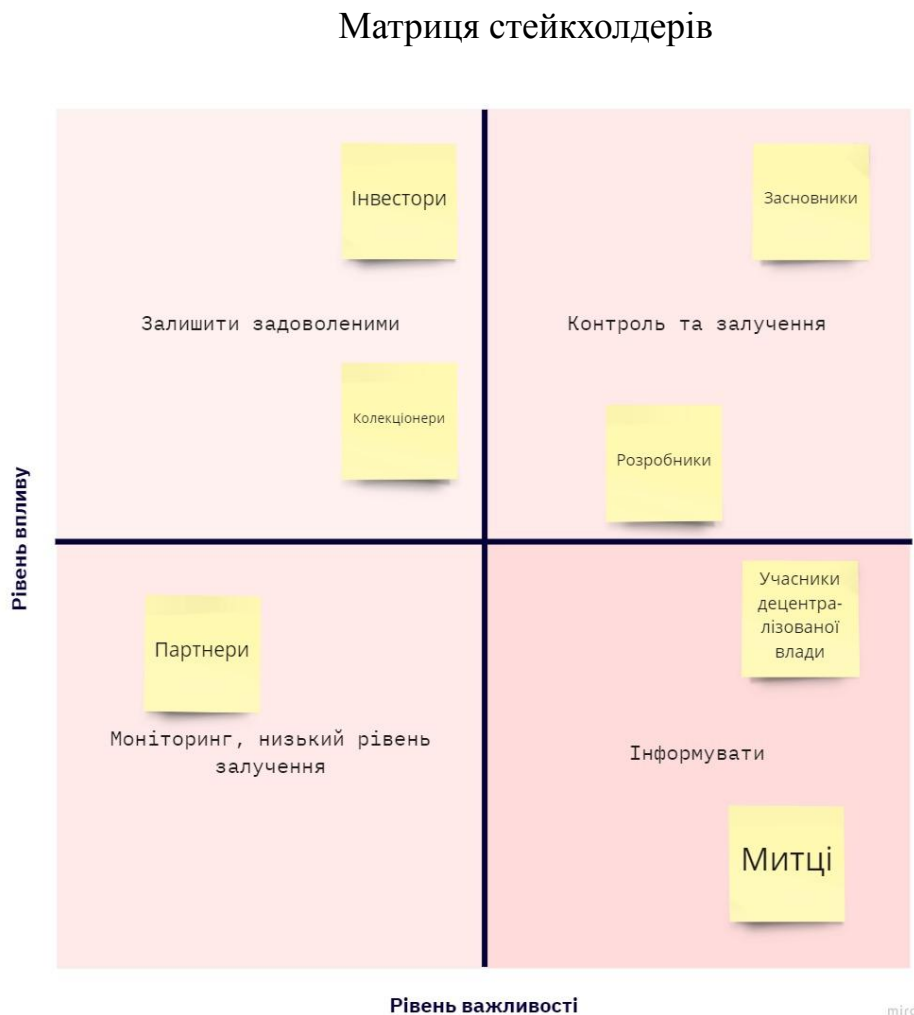 Матриця стейкхолдерів
Інвестори
Засновники
Залишити задоволеними
Контроль та залучення
Колекціонери
Розробники
Рівень впливу
Учасники
децентра-
лізованої
влади
Партнери
Моніторинг, низький рівень
залучення
Інформувати
Митці
Рівень важливості
miro